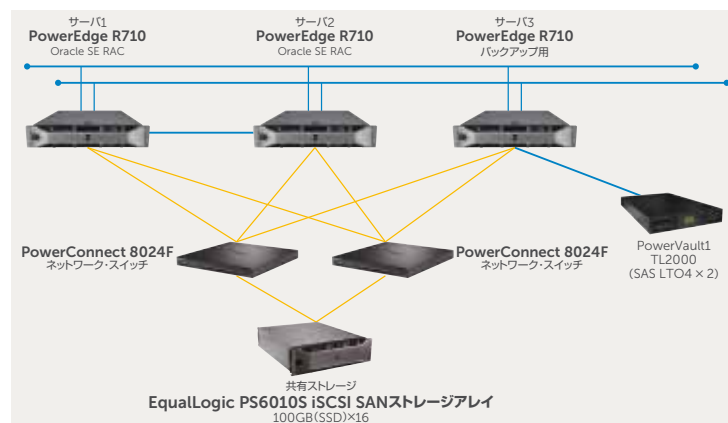 サーバ1
PowerEdge R710
Oracle SE RAC
サーバ2
PowerEdge R710
Oracle SE RAC
サーバ3
PowerEdge R710
バックアップ用
PowerConnect 8024F
ネットワーク・スイッチ
PowerConnect 8024F
ネットワーク・スイッチ
PowerVault1
TL2000
(SAS LTO4×2)
共有ストレージ
EqualLogic PS6010S iSCSI SANストレージアレイ
100GB(SSD)×16